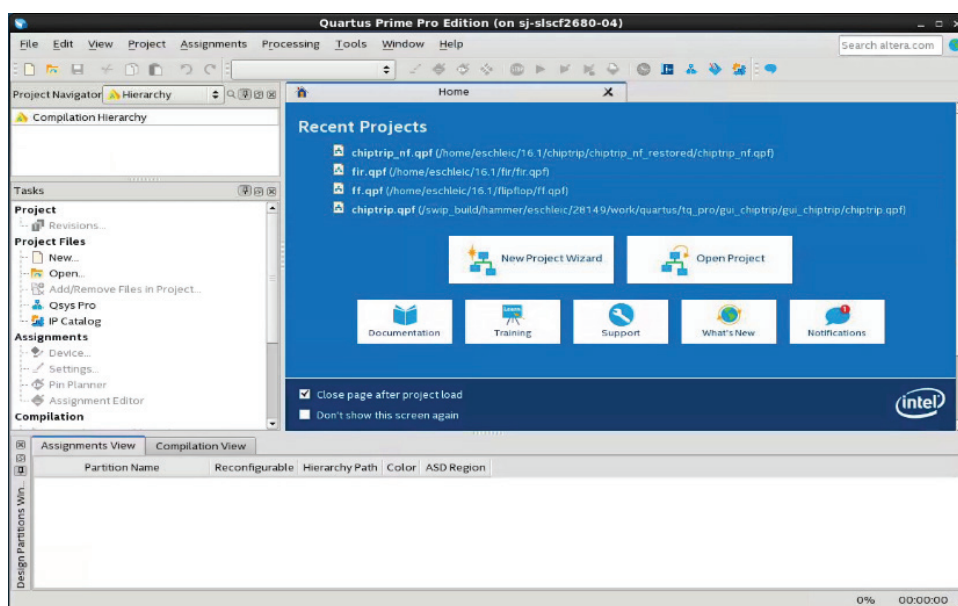 Quartus Prime Pro Edition (on sj-slscf2680-04)
File Edit View Project Assignments Processing Tools Window Help
Search altera.com
Project Navigator Hierarchy
Home
Compilation Hierarchy
Recent Projects
chiptrip_nf.qpf (/home/eschleic/16.1/chiptrip/chiptrip_nf_restored/chiptrip_nf.qpf)
fir.qpf (/home/eschleic/16.1/fir/fir.qpf)
ff.qpf (/home/eschleic/16.1/flipflop/ff.qpf)
chiptrip.qpf (/swip_build/hammer/eschleic/28149/work/quartus/tq_pro/gui_chiptrip/gui_chiptrip/chiptrip.qpf)
Tasks
Project
Revisions...
Project Files
New...
Open...
Add/Remove Files in Project...
Qsys Pro
IP Catalog
Assignments
Device...
Settings...
Pin Planner
Assignment Editor
Compilation
New Project Wizard
Open Project
Learn
Documentation
Training
Support
What's New
1
Notifications
Close page after project load
Don't show this screen again
intel
Assignments View Compilation View
Partition Name Reconfigurable Hierarchy Path Color ASD Region
Design Partitions Win...
0% 00:00:00